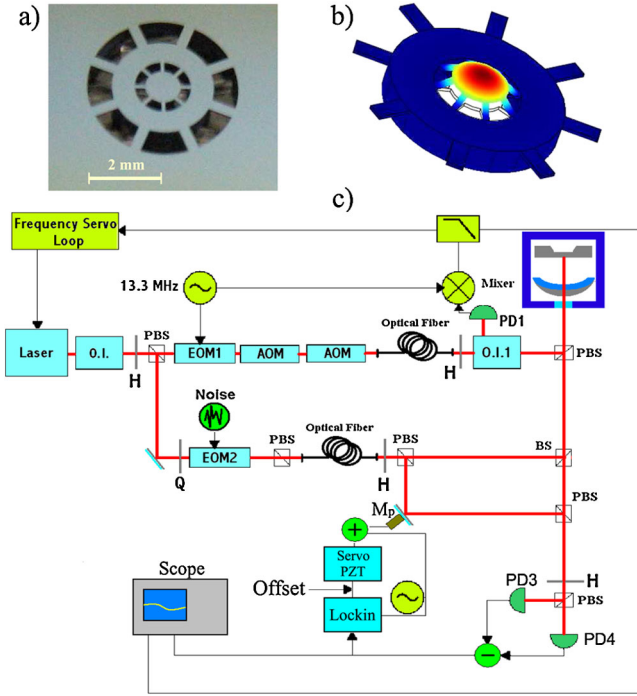 a)
b)
2 mm
c)
Frequency Servo
Loop
13.3 MHz
Mixer
PD1
Optical Fiber
PBS
Laser
O.I.
EOM1
AOM
AOM
O.I.1
PBS
H
H
Noise
Optical Fiber
PBS
PBS
BS
EOM2
Q
H
PBS
Mp
Servo
PZT
Scope
Offset
Lockin
H
PD3
PBS
PD4